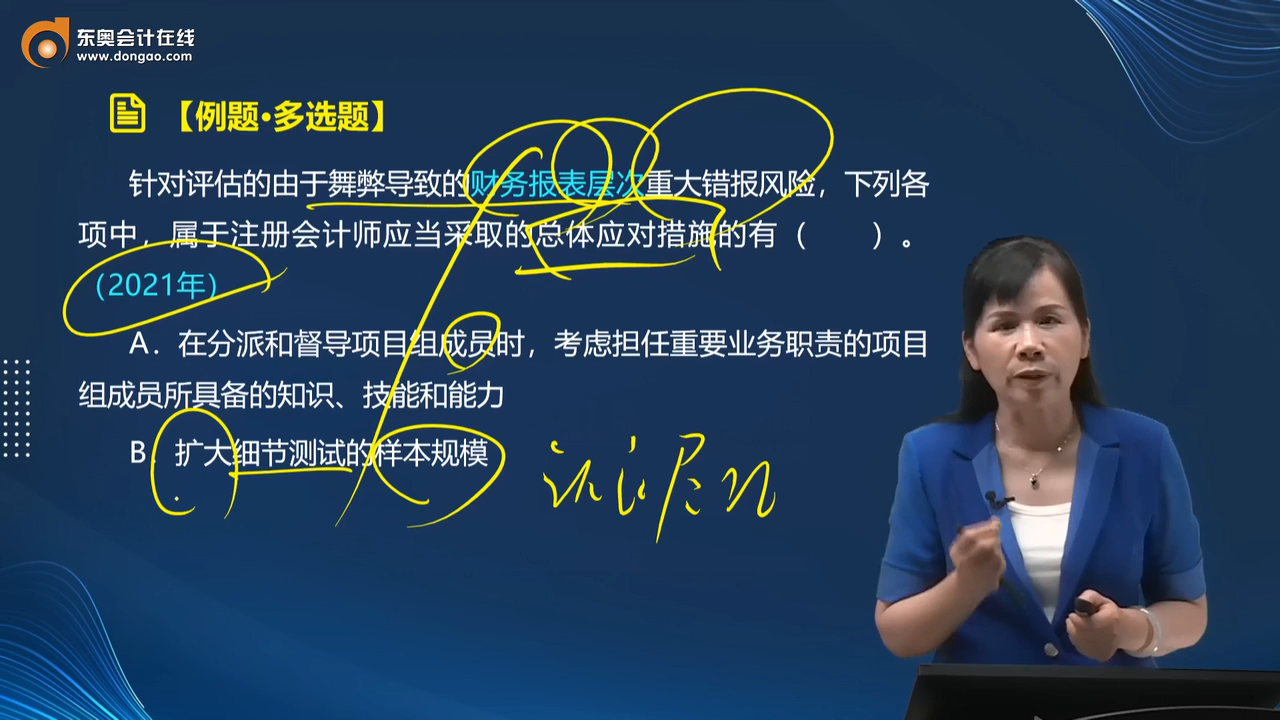 东奥会计在线
www.dongao.com
【例题·多选题】
针对评估的由于舞弊导致的财务报表层次重大错报风险，下列各
项中，属于注册会计师应当采取的总体应对措施的有（　　）。
（2021年）
A．在分派和督导项目组成员时，考虑担任重要业务职责的项目
组成员所具备的知识、技能和能力
B．扩大细节测试的样本规模
认定层次